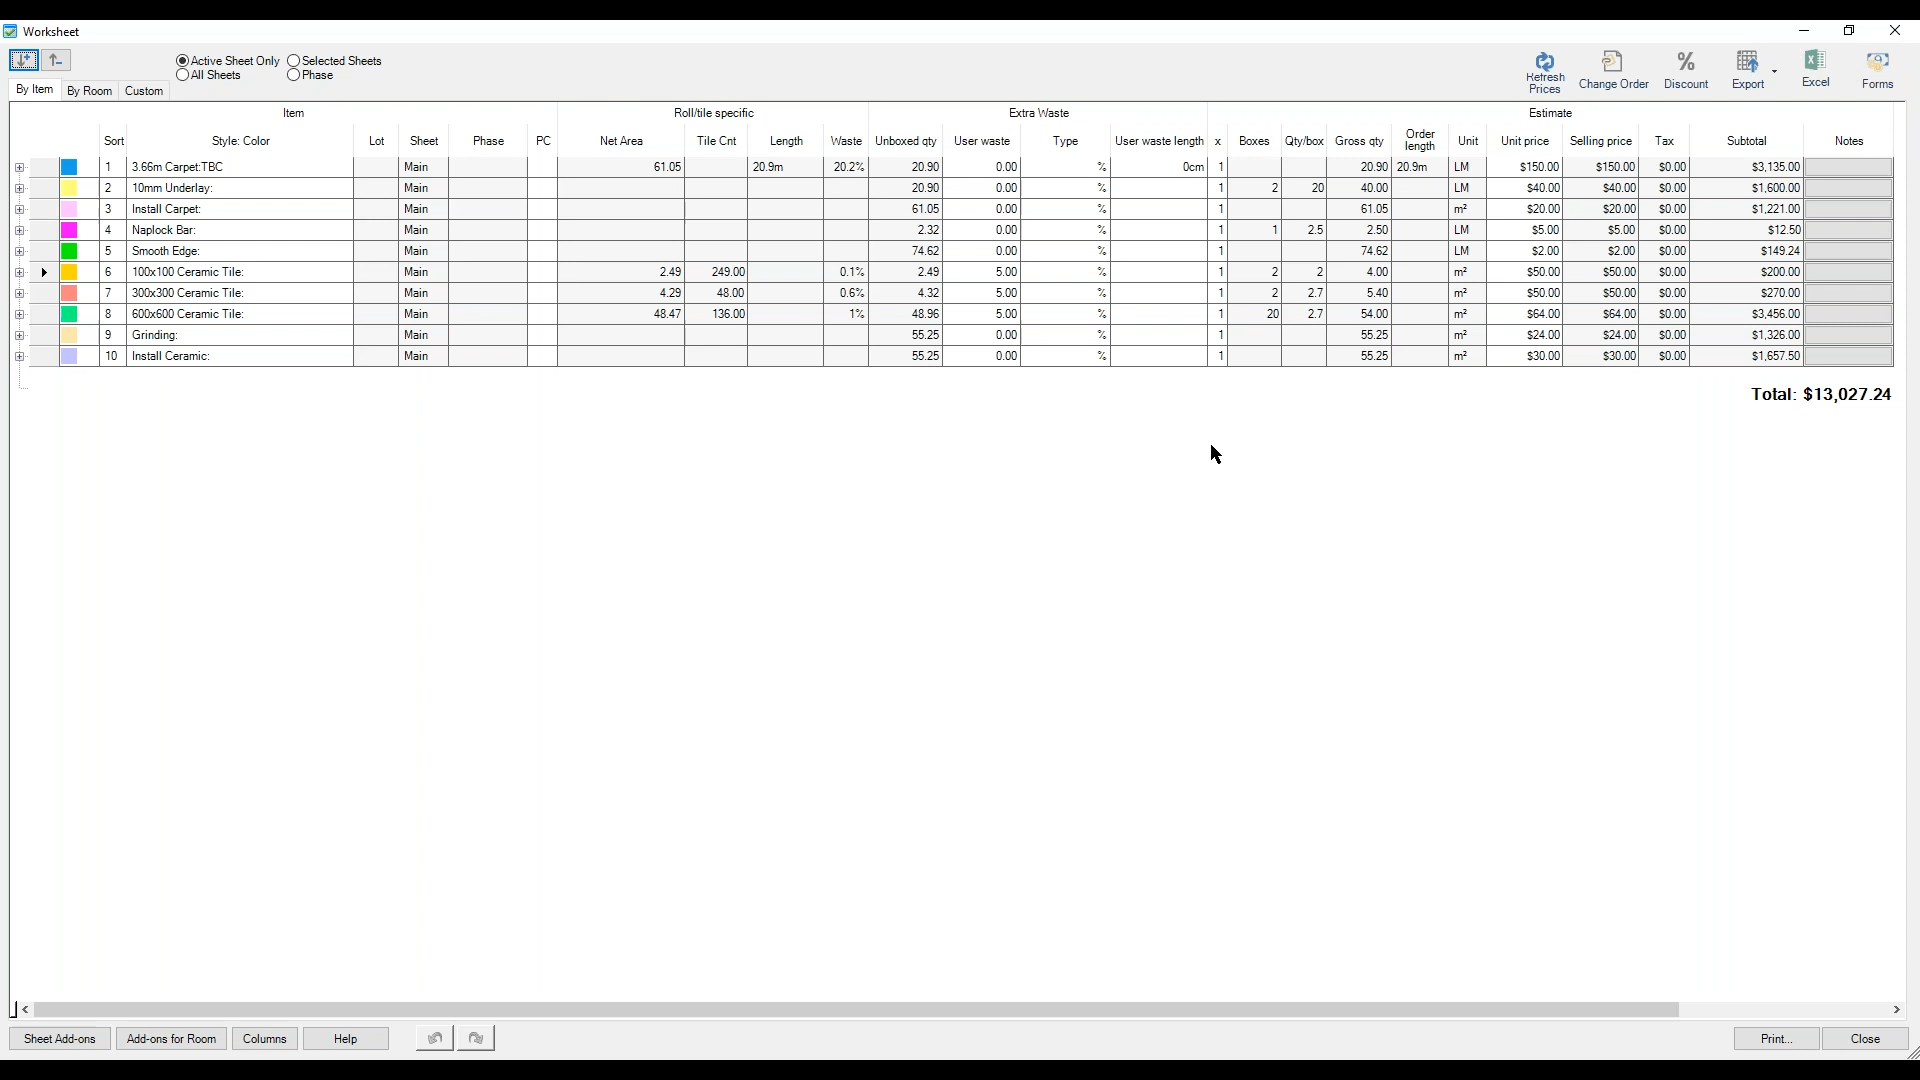 Worksheet
Active Sheet Only Selected Sheets
All Sheets Phase
Refresh Prices Change Order Discount Export Excel Forms
By Item By Room Custom
Item Roll/tile specific Extra Waste Estimate
Sort Style: Color Lot Sheet Phase PC Net Area Tile Cnt Length Waste Unboxed qty User waste Type User waste length x Boxes Qty/box Gross qty Order length Unit Unit price Selling price Tax Subtotal Notes
1 3.66m Carpet:TBC Main 61.05 20.9m 20.2% 20.90 0.00 % 0cm 1 20.90 20.9m LM $150.00 $150.00 $0.00 $3,135.00
2 10mm Underlay: Main 20.90 0.00 % 1 2 20 40.00 LM $40.00 $40.00 $0.00 $1,600.00
3 Install Carpet: Main 61.05 0.00 % 1 61.05 m² $20.00 $20.00 $0.00 $1,221.00
4 Naplock Bar: Main 2.32 0.00 % 1 1 2.5 2.50 LM $5.00 $5.00 $0.00 $12.50
5 Smooth Edge: Main 74.62 0.00 % 1 74.62 LM $2.00 $2.00 $0.00 $149.24
6 100x100 Ceramic Tile: Main 2.49 249.00 0.1% 2.49 5.00 % 1 2 2 4.00 m² $50.00 $50.00 $0.00 $200.00
7 300x300 Ceramic Tile: Main 4.29 48.00 0.6% 4.32 5.00 % 1 2 2.7 5.40 m² $50.00 $50.00 $0.00 $270.00
8 600x600 Ceramic Tile: Main 48.47 136.00 1% 48.96 5.00 % 1 20 2.7 54.00 m² $64.00 $64.00 $0.00 $3,456.00
9 Grinding: Main 55.25 0.00 % 1 55.25 m² $24.00 $24.00 $0.00 $1,326.00
10 Install Ceramic: Main 55.25 0.00 % 1 55.25 m² $30.00 $30.00 $0.00 $1,657.50
Total: $13,027.24
Sheet Add-ons Add-ons for Room Columns Help Print... Close